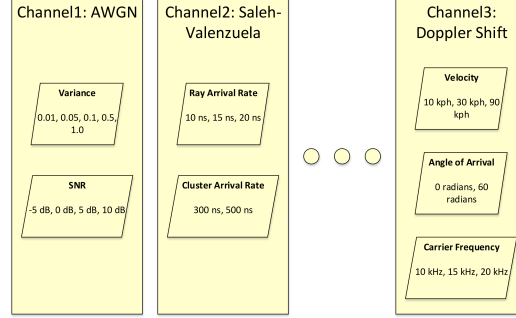 Channel1: AWGN
Variance
0.01, 0.05, 0.1, 0.5,
1.0
SNR
-5 dB, 0 dB, 5 dB, 10 dB
Channel2: Saleh-
Valenzuela
Ray Arrival Rate
10 ns, 15 ns, 20 ns
Cluster Arrival Rate
300 ns, 500 ns
Channel3:
Doppler Shift
Velocity
10 kph, 30 kph, 90
kph
Angle of Arrival
0 radians, 60
radians
Carrier Frequency
10 kHz, 15 kHz, 20 kHz